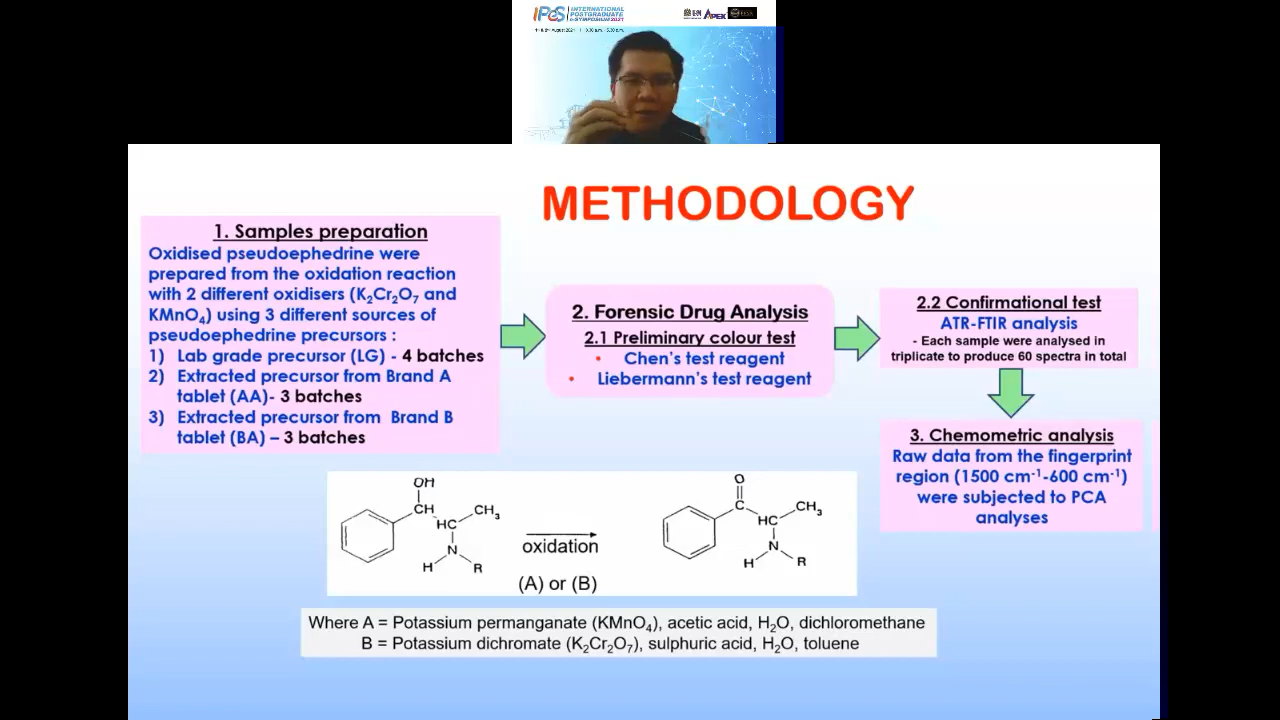 IPGS INTERNATIONAL
POSTGRADUATE
SYMPOSIUM 2021
APEX
METHODOLOGY
1. Samples preparation
Oxidised pseudoephedrine were
prepared from the oxidation reaction
with 2 different oxidisers (K₂Cr₂O₇ and
KMnO₄) using 3 different sources of
pseudoephedrine precursors :
1) Lab grade precursor (LG) - 4 batches
2) Extracted precursor from Brand A
tablet (AA)- 3 batches
3) Extracted precursor from Brand B
tablet (BA) – 3 batches
2. Forensic Drug Analysis
2.1 Preliminary colour test
• Chen's test reagent
• Liebermann's test reagent
2.2 Confirmational test
ATR-FTIR analysis
- Each sample were analysed in
triplicate to produce 60 spectra in total
3. Chemometric analysis
Raw data from the fingerprint
region (1500 cm⁻¹-600 cm⁻¹)
were subjected to PCA
analyses
OH
CH
HC
CH₃
N
H
R
oxidation
(A) or (B)
O
C
HC
CH₃
N
H
R
Where A = Potassium permanganate (KMnO₄), acetic acid, H₂O, dichloromethane
B = Potassium dichromate (K₂Cr₂O₇), sulphuric acid, H₂O, toluene